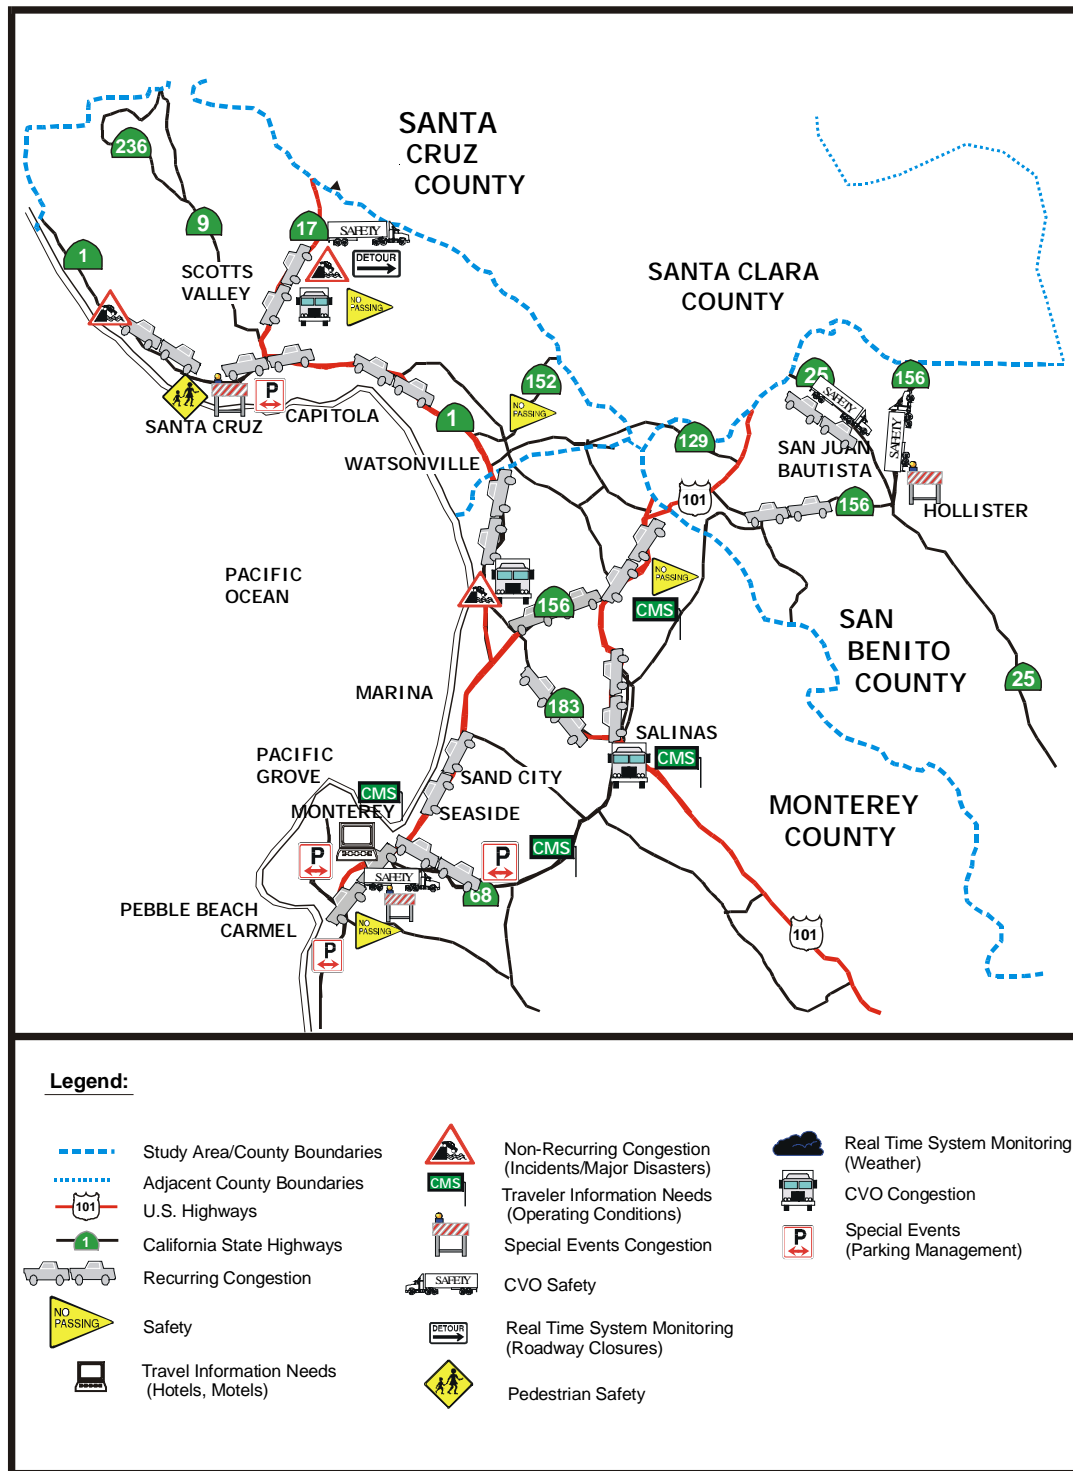 SANTA
CRUZ
COUNTY
236
9
17
SAFETY
1
DETOUR
SCOTTS
VALLEY
NO
PASSING
SANTA CLARA
COUNTY
25
156
SAFETY
152
NO
PASSING
P
CAPITOLA
SANTA CRUZ
1
129
SAFETY
SAN JUAN
BAUTISTA
WATSONVILLE
101
156
HOLLISTER
PACIFIC
OCEAN
NO
PASSING
156
CMS
SAN
BENITO
COUNTY
25
MARINA
183
SALINAS
PACIFIC
GROVE
CMS
SAND CITY
CMS
MONTEREY
SEASIDE
MONTEREY
COUNTY
P
P
CMS
SAFETY
68
PEBBLE BEACH
CARMEL
NO
PASSING
101
P
Legend:
Study Area/County Boundaries
Adjacent County Boundaries
101
U.S. Highways
1
California State Highways
Recurring Congestion
NO
PASSING
Safety
Travel Information Needs
(Hotels, Motels)
Non-Recurring Congestion
(Incidents/Major Disasters)
CMS
Traveler Information Needs
(Operating Conditions)
Special Events Congestion
SAFETY
CVO Safety
DETOUR
Real Time System Monitoring
(Roadway Closures)
Pedestrian Safety
Real Time System Monitoring
(Weather)
CVO Congestion
P
Special Events
(Parking Management)